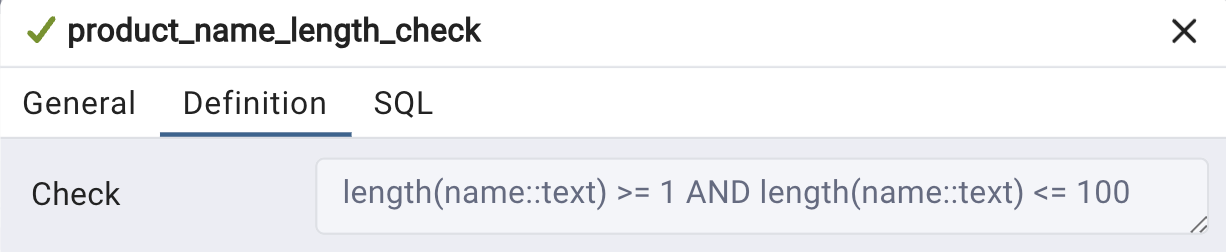 product_name_length_check
General Definition SQL
Check length(name::text) >= 1 AND length(name::text) <= 100